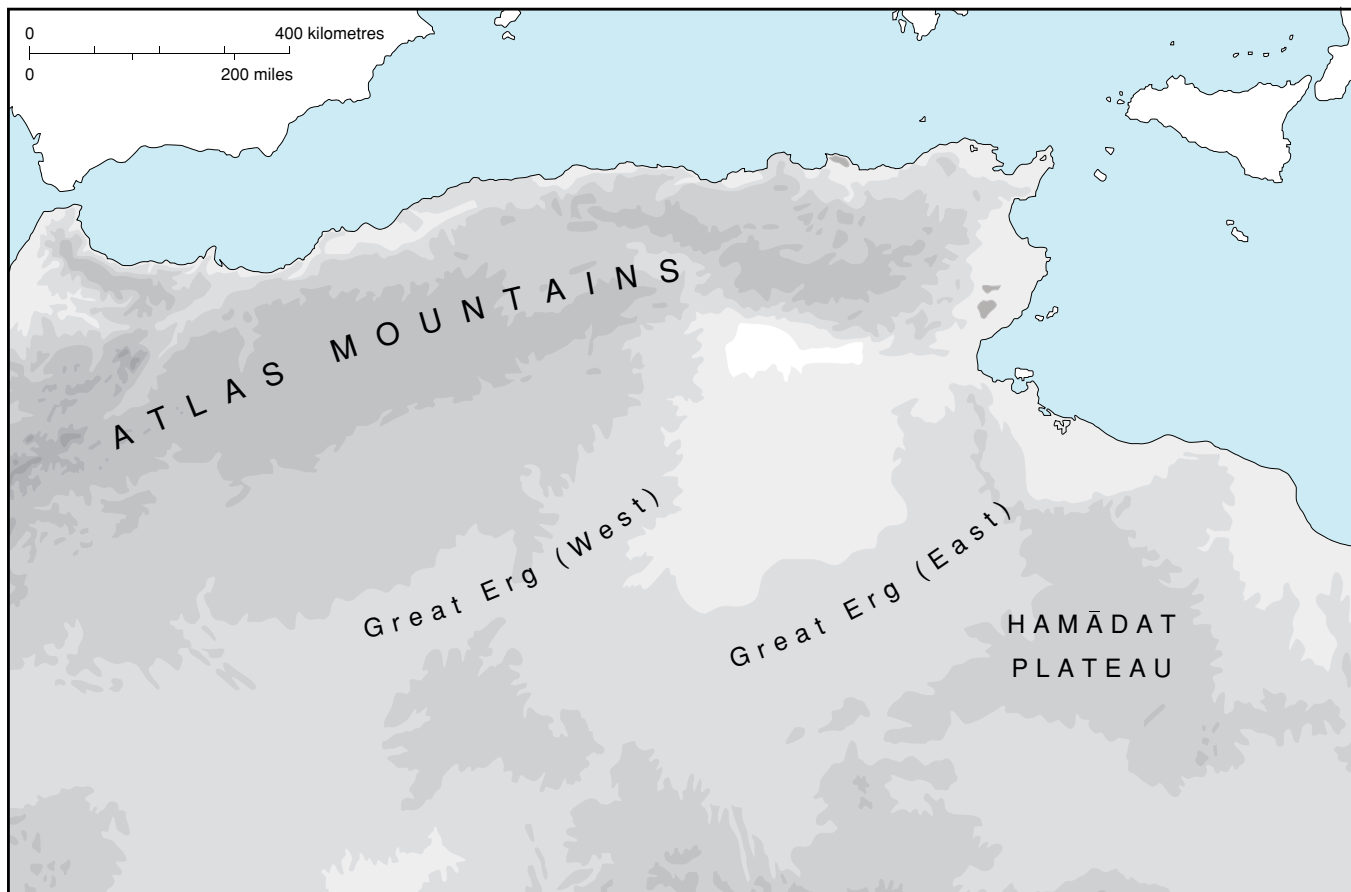 0 400 kilometres
0 200 miles
ATLAS MOUNTAINS
Great Erg (West)
Great Erg (East)
HAMĀDAT
PLATEAU